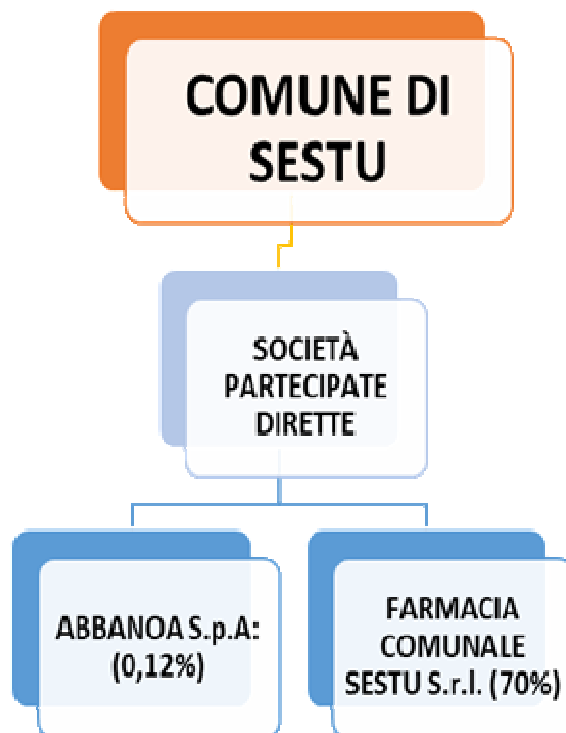 COMUNE DI
SESTU
SOCIETÀ
PARTECIPATE
DIRETTE
ABBANOA S.p.A:
(0,12%)
FARMACIA
COMUNALE
SESTU S.r.l. (70%)